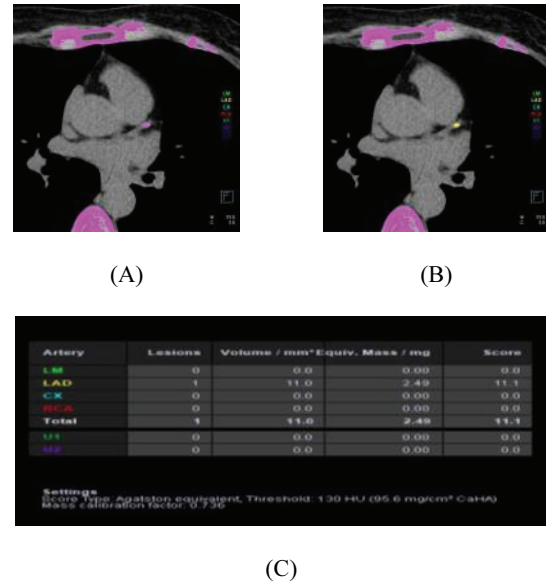 LM LM
LAD LAD
CX CX
(A) (B)
Artery Lesions Volume / mm³ Equiv. Mass / mg Score
LM 0 0.0 0.00 0.0
LAD 1 11.0 2.49 11.1
CX 0 0.0 0.00 0.0
RCA 0 0.0 0.00 0.0
Total 1 11.0 2.49 11.1
U1 0 0.0 0.00 0.0
U2 0 0.0 0.00 0.0
Settings
Score Type: Agatston equivalent, Threshold: 130 HU (95.6 mg/cm³ CaHA)
Mass calibration factor: 0.736
(C)